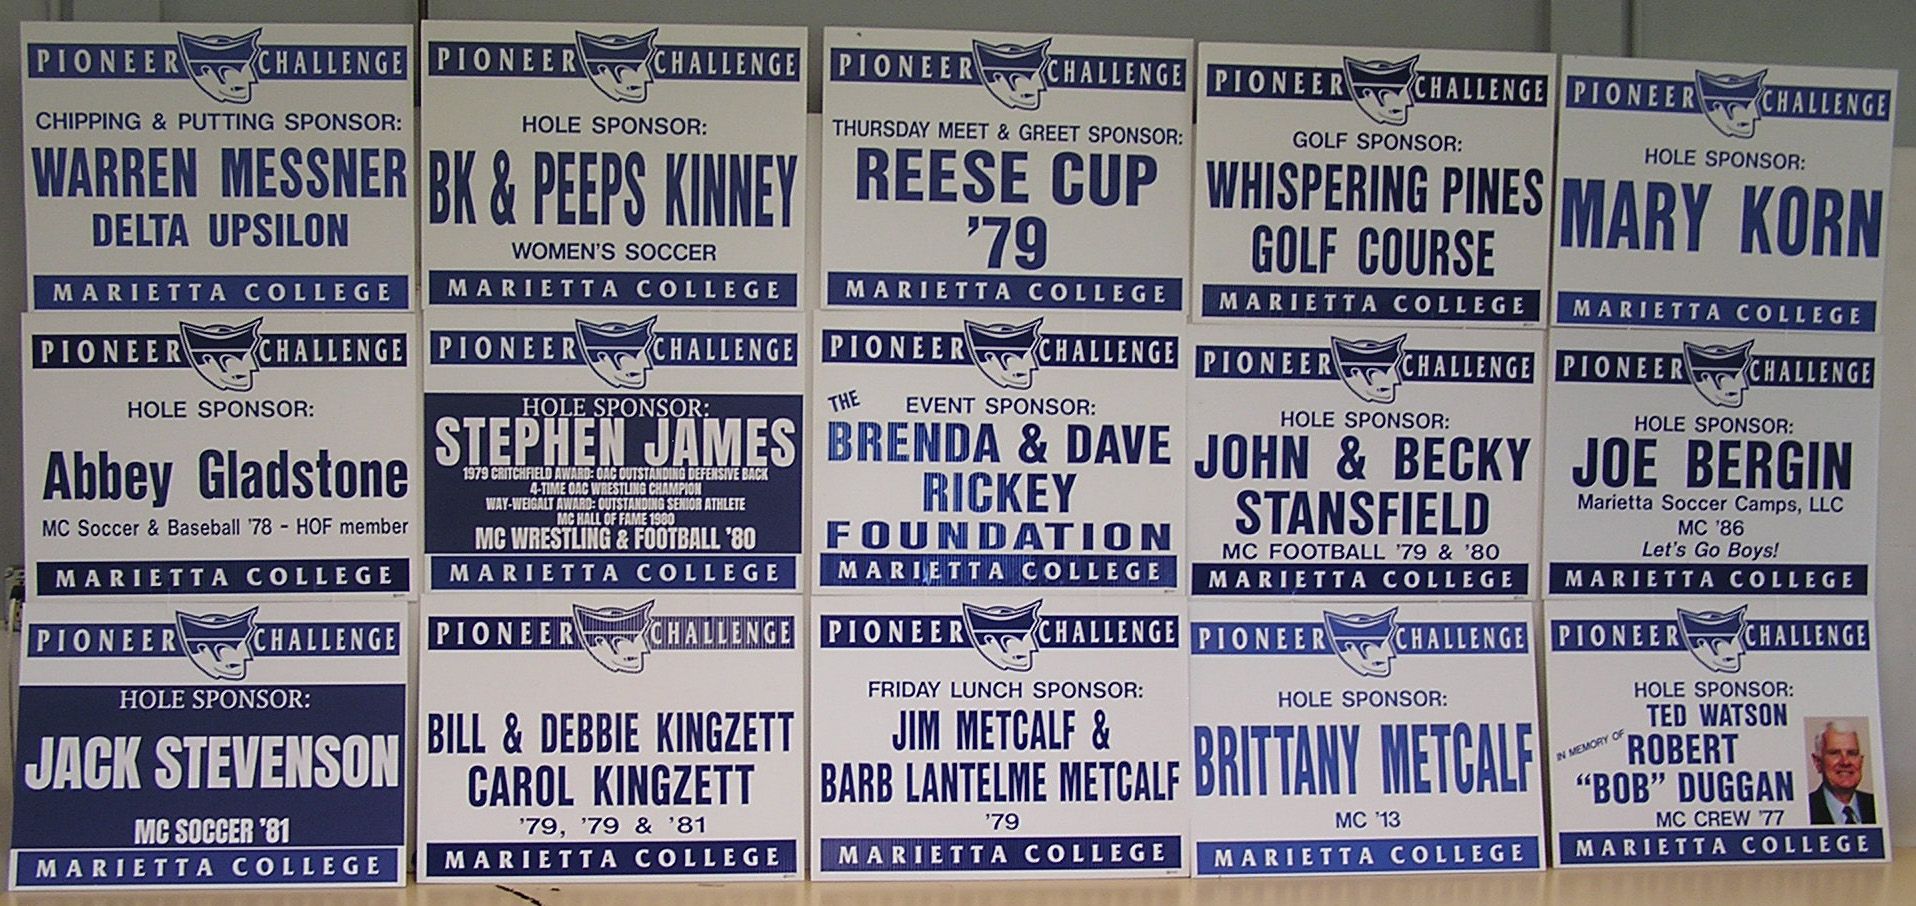 PIONEER CHALLENGE
CHIPPING & PUTTING SPONSOR:
WARREN MESSNER
DELTA UPSILON
MARIETTA COLLEGE
PIONEER CHALLENGE
HOLE SPONSOR:
BK & PEEPS KINNEY
WOMEN'S SOCCER
MARIETTA COLLEGE
PIONEER CHALLENGE
THURSDAY MEET & GREET SPONSOR:
REESE CUP
'79
MARIETTA COLLEGE
PIONEER CHALLENGE
GOLF SPONSOR:
WHISPERING PINES
GOLF COURSE
MARIETTA COLLEGE
PIONEER CHALLENGE
HOLE SPONSOR:
MARY KORN
MARIETTA COLLEGE
PIONEER CHALLENGE
HOLE SPONSOR:
Abbey Gladstone
MC Soccer & Baseball '78 - HOF member
MARIETTA COLLEGE
PIONEER CHALLENGE
HOLE SPONSOR:
STEPHEN JAMES
1979 CRITCHFIELD AWARD: OAC OUTSTANDING DEFENSIVE BACK
4-TIME OAC WRESTLING CHAMPION
WAY-WEIGALT AWARD: OUTSTANDING SENIOR ATHLETE
MC HALL OF FAME 1980
MC WRESTLING & FOOTBALL '80
MARIETTA COLLEGE
PIONEER CHALLENGE
THE EVENT SPONSOR:
BRENDA & DAVE
RICKEY
FOUNDATION
MARIETTA COLLEGE
PIONEER CHALLENGE
HOLE SPONSOR:
JOHN & BECKY
STANSFIELD
MC FOOTBALL '79 & '80
MARIETTA COLLEGE
PIONEER CHALLENGE
HOLE SPONSOR:
JOE BERGIN
Marietta Soccer Camps, LLC
MC '86
Let's Go Boys!
MARIETTA COLLEGE
PIONEER CHALLENGE
HOLE SPONSOR:
JACK STEVENSON
MC SOCCER '81
MARIETTA COLLEGE
PIONEER CHALLENGE
BILL & DEBBIE KINGZETT
CAROL KINGZETT
'79, '79 & '81
MARIETTA COLLEGE
PIONEER CHALLENGE
FRIDAY LUNCH SPONSOR:
JIM METCALF &
BARB LANTELME METCALF
'79
MARIETTA COLLEGE
PIONEER CHALLENGE
HOLE SPONSOR:
BRITTANY METCALF
MC '13
MARIETTA COLLEGE
PIONEER CHALLENGE
HOLE SPONSOR:
TED WATSON
IN MEMORY OF
ROBERT
"BOB" DUGGAN
MC CREW '77
MARIETTA COLLEGE